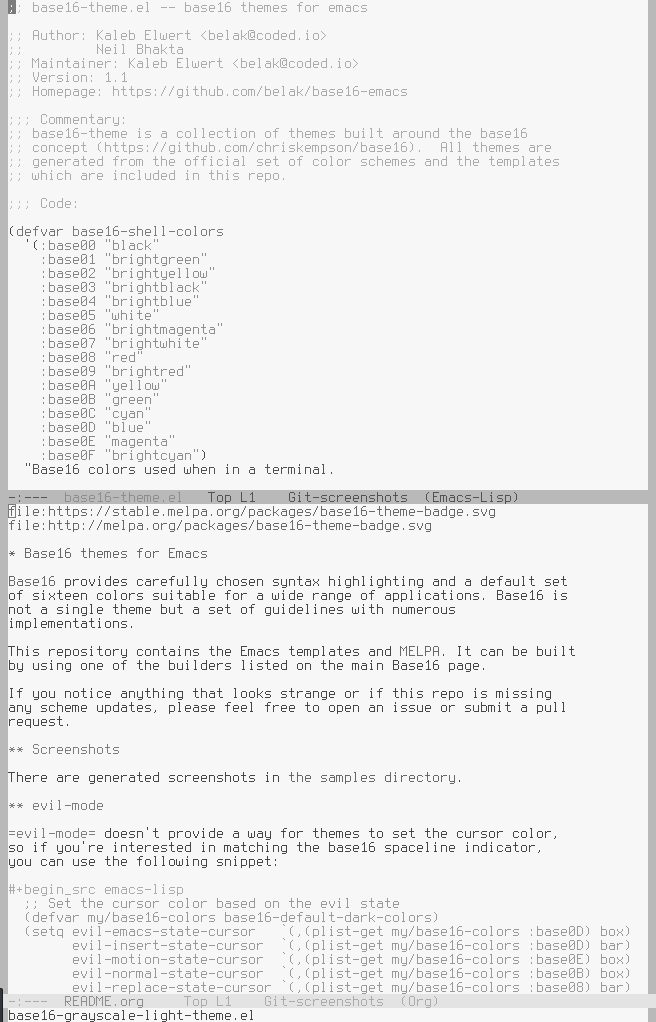 ;; base16-theme.el -- base16 themes for emacs
;; Author: Kaleb Elwert <belak@coded.io>
;;         Neil Bhakta
;; Maintainer: Kaleb Elwert <belak@coded.io>
;; Version: 1.1
;; Homepage: https://github.com/belak/base16-emacs
;;; Commentary:
;; base16-theme is a collection of themes built around the base16
;; concept (https://github.com/chriskempson/base16).  All themes are
;; generated from the official set of color schemes and the templates
;; which are included in this repo.
;;; Code:
(defvar base16-shell-colors
  '(:base00 "black"
    :base01 "brightgreen"
    :base02 "brightyellow"
    :base03 "brightblack"
    :base04 "brightblue"
    :base05 "white"
    :base06 "brightmagenta"
    :base07 "brightwhite"
    :base08 "red"
    :base09 "brightred"
    :base0A "yellow"
    :base0B "green"
    :base0C "cyan"
    :base0D "blue"
    :base0E "magenta"
    :base0F "brightcyan")
  "Base16 colors used when in a terminal.
-:---  base16-theme.el   Top L1    Git-screenshots  (Emacs-Lisp)
file:https://stable.melpa.org/packages/base16-theme-badge.svg
file:http://melpa.org/packages/base16-theme-badge.svg
* Base16 themes for Emacs
Base16 provides carefully chosen syntax highlighting and a default set
of sixteen colors suitable for a wide range of applications. Base16 is
not a single theme but a set of guidelines with numerous
implementations.
This repository contains the Emacs templates and MELPA. It can be built
by using one of the builders listed on the main Base16 page.
If you notice anything that looks strange or if this repo is missing
any scheme updates, please feel free to open an issue or submit a pull
request.
** Screenshots
There are generated screenshots in the samples directory.
** evil-mode
=evil-mode= doesn't provide a way for themes to set the cursor color,
so if you're interested in matching the base16 spaceline indicator,
you can use the following snippet:
#+begin_src emacs-lisp
  ;; Set the cursor color based on the evil state
  (defvar my/base16-colors base16-default-dark-colors)
  (setq evil-emacs-state-cursor   `(,(plist-get my/base16-colors :base0D) box)
        evil-insert-state-cursor  `(,(plist-get my/base16-colors :base0D) bar)
        evil-motion-state-cursor  `(,(plist-get my/base16-colors :base0E) box)
        evil-normal-state-cursor  `(,(plist-get my/base16-colors :base0B) box)
        evil-replace-state-cursor `(,(plist-get my/base16-colors :base08) bar)
-:---  README.org     Top L1    Git-screenshots  (Org)
base16-grayscale-light-theme.el